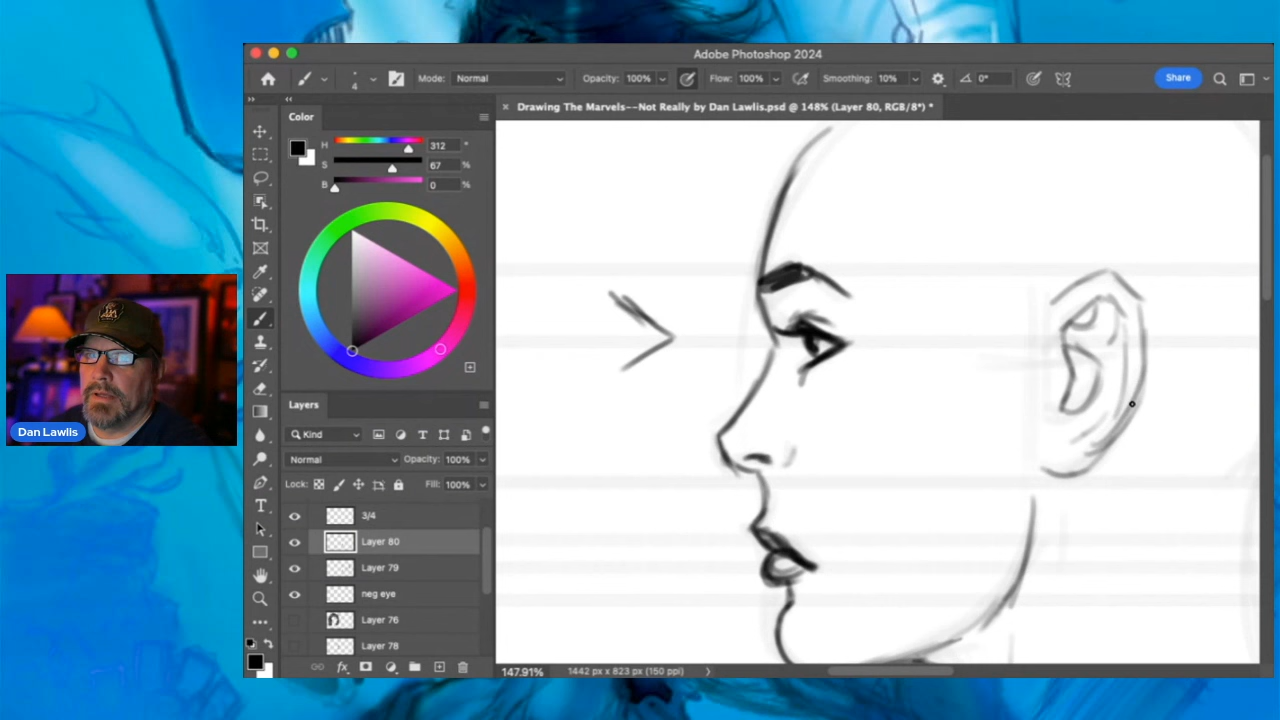 Adobe Photoshop 2024
4
Mode: Normal
Opacity: 100%
Flow: 100%
Smoothing: 10%
0°
Share
Color
Drawing The Marvels--Not Really by Dan Lawlis.psd @ 148% (Layer 80, RGB/8*) *
H 312 °
S 67 %
B 0 %
Layers
Kind
Normal
Opacity: 100%
Lock:
Fill: 100%
3/4
Layer 80
Layer 79
neg eye
Layer 76
Layer 78
fx
147.91%
1442 px x 823 px (150 ppi)
Dan Lawlis